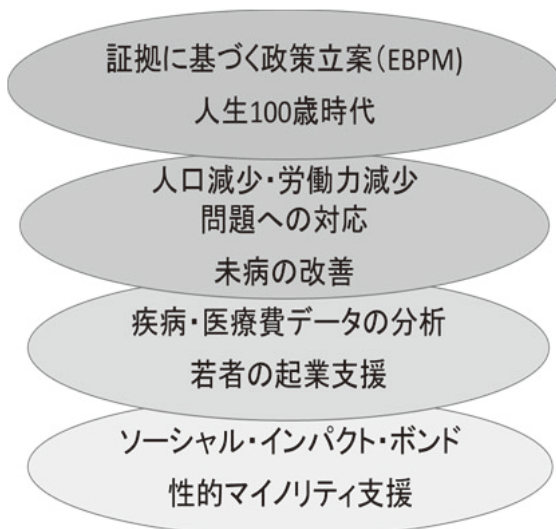 証拠に基づく政策立案（EBPM)
人生100歳時代
人口減少・労働力減少
問題への対応
未病の改善
疾病・医療費データの分析
若者の起業支援
ソーシャル・インパクト・ボンド
性的マイノリティ支援